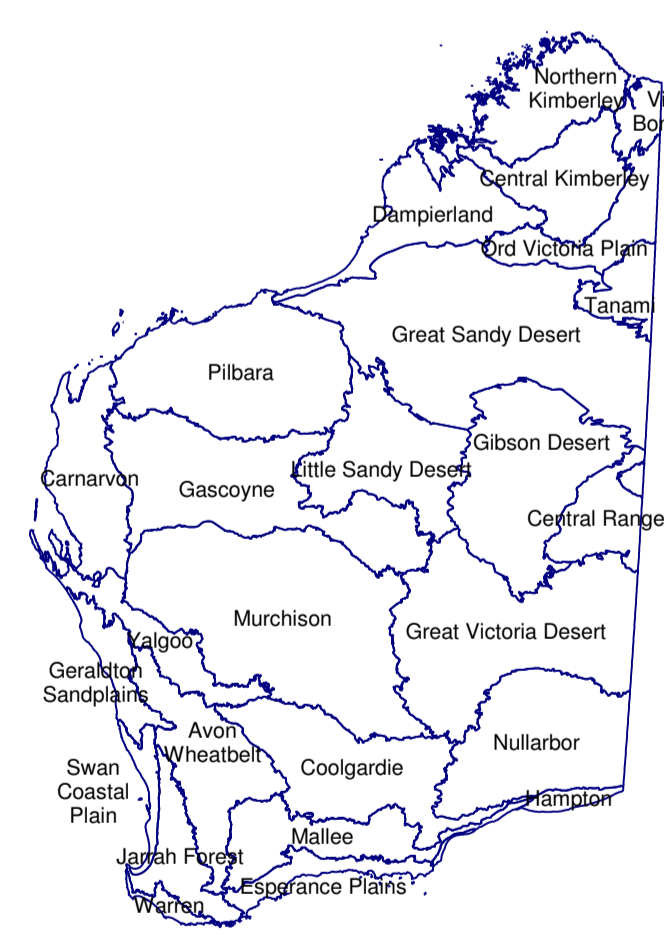 Northern
Kimberley
Vi
Bor
Central Kimberley
Dampierland
Ord Victoria Plain
Tanami
Great Sandy Desert
Pilbara
Gibson Desert
Little Sandy Desert
Carnarvon
Gascoyne
Central Range
Murchison
Great Victoria Desert
Yalgoo
Geraldton
Sandplains
Avon
Wheatbelt
Nullarbor
Coolgardie
Swan
Coastal
Plain
Hampton
Mallee
Jarrah Forest
Esperance Plains
Warren